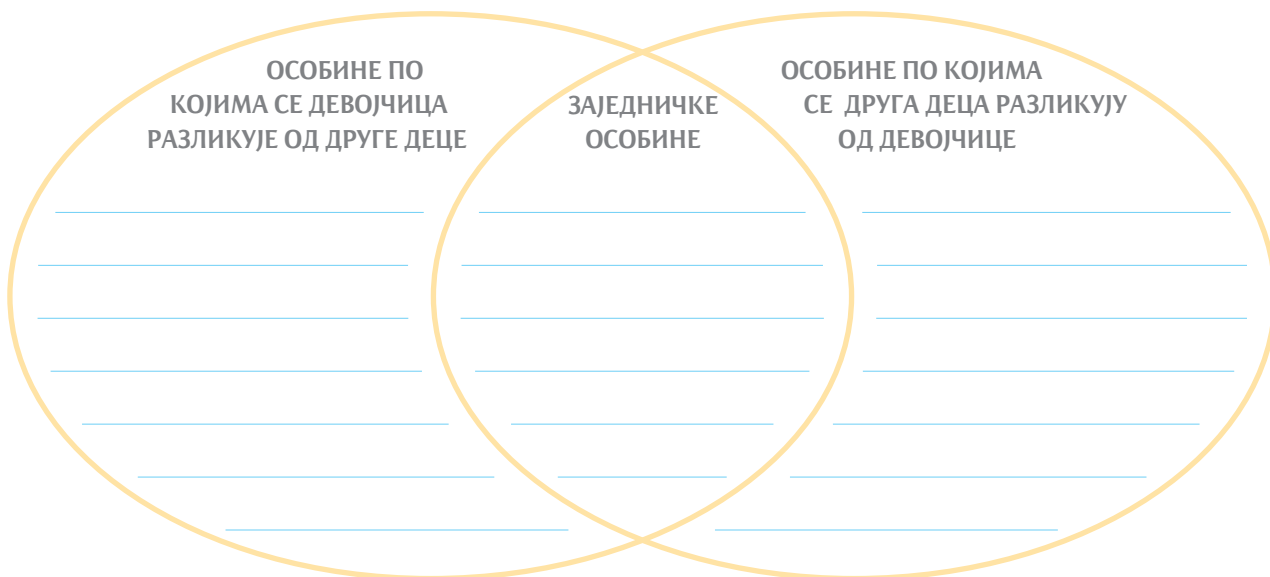 ОСОБИНЕ ПО
КОЈИМА СЕ ДЕВОЈЧИЦА
РАЗЛИКУЈЕ ОД ДРУГЕ ДЕЦЕ
ЗАЈЕДНИЧКЕ
ОСОБИНЕ
ОСОБИНЕ ПО КОЈИМА
СЕ ДРУГА ДЕЦА РАЗЛИКУЈУ
ОД ДЕВОЈЧИЦЕ